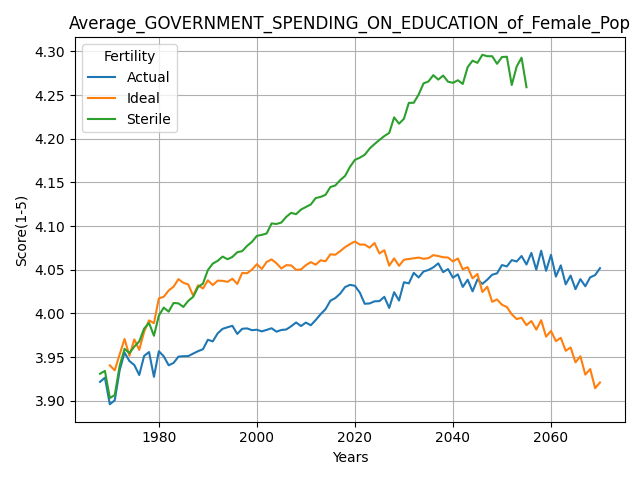 Average_GOVERNMENT_SPENDING_ON_EDUCATION_of_Female_Pop
Fertility
Actual
Ideal
Sterile
Score(1-5)
4.30
4.25
4.20
4.15
4.10
4.05
4.00
3.95
3.90
1980 2000 2020 2040 2060
Years